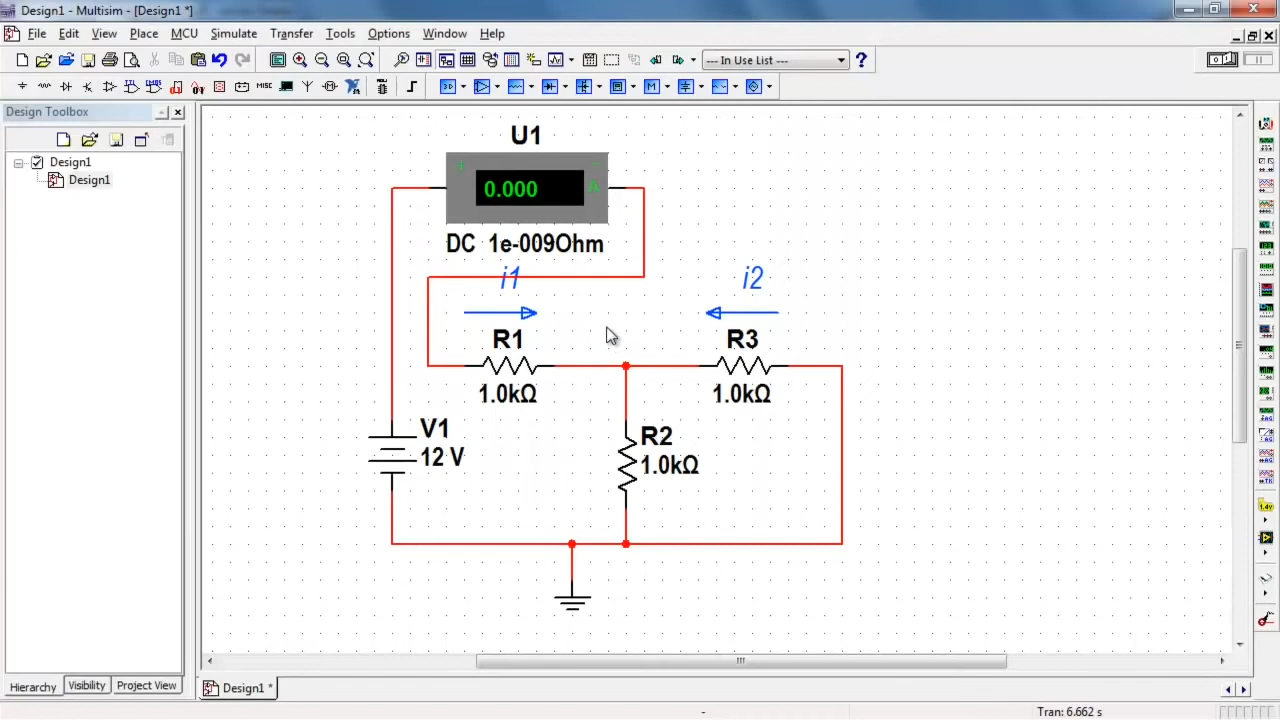 Design1 - Multisim - [Design1 *]
File Edit View Place MCU Simulate Transfer Tools Options Window Help
--- In Use List ---
?
MISC
Design Toolbox
Design1
Design1
U1
+ -
0.000 A
DC 1e-009Ohm
i1 i2
R1 R3
1.0kΩ 1.0kΩ
V1
12 V
R2
1.0kΩ
Hierarchy Visibility Project View
Design1 *
- Tran: 6.662 s